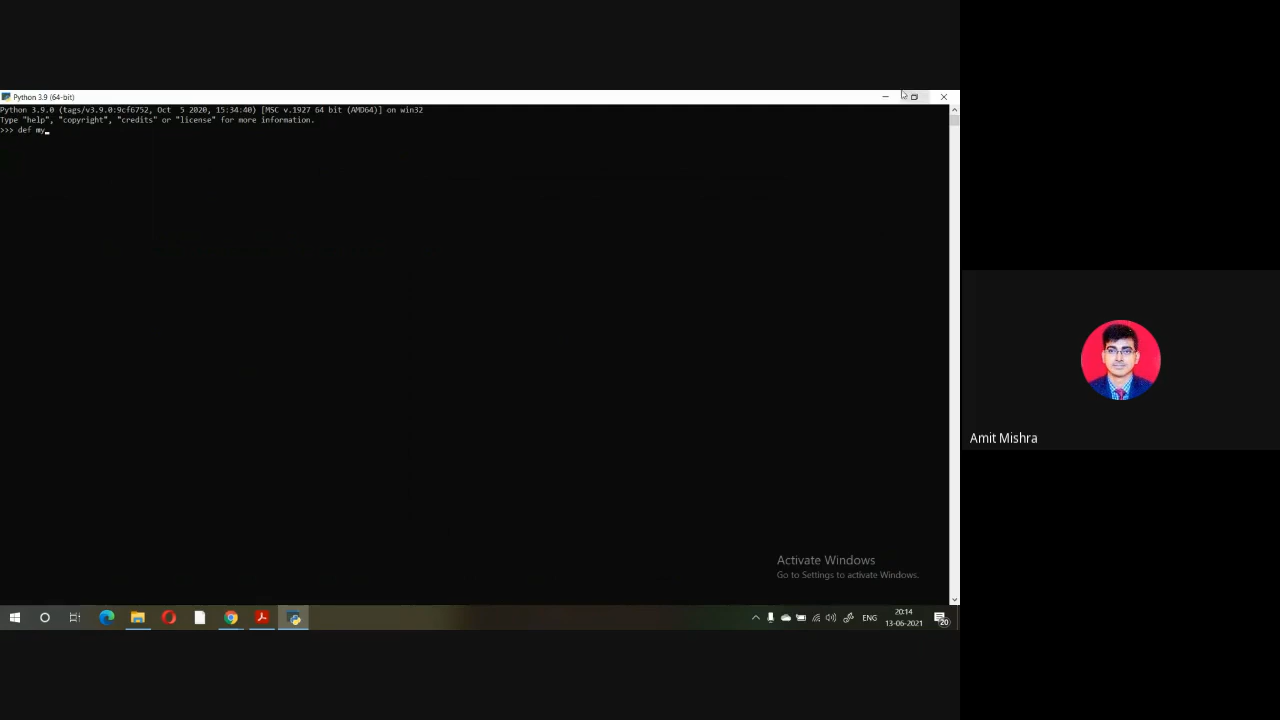 Python 3.9 (64-bit)
Python 3.9.0 (tags/v3.9.0:9cf6752, Oct  5 2020, 15:34:40) [MSC v.1927 64 bit (AMD64)] on win32
Type "help", "copyright", "credits" or "license" for more information.
>>> def my_
Amit Mishra
Activate Windows
Go to Settings to activate Windows.
ENG
20:14
13-06-2021
20